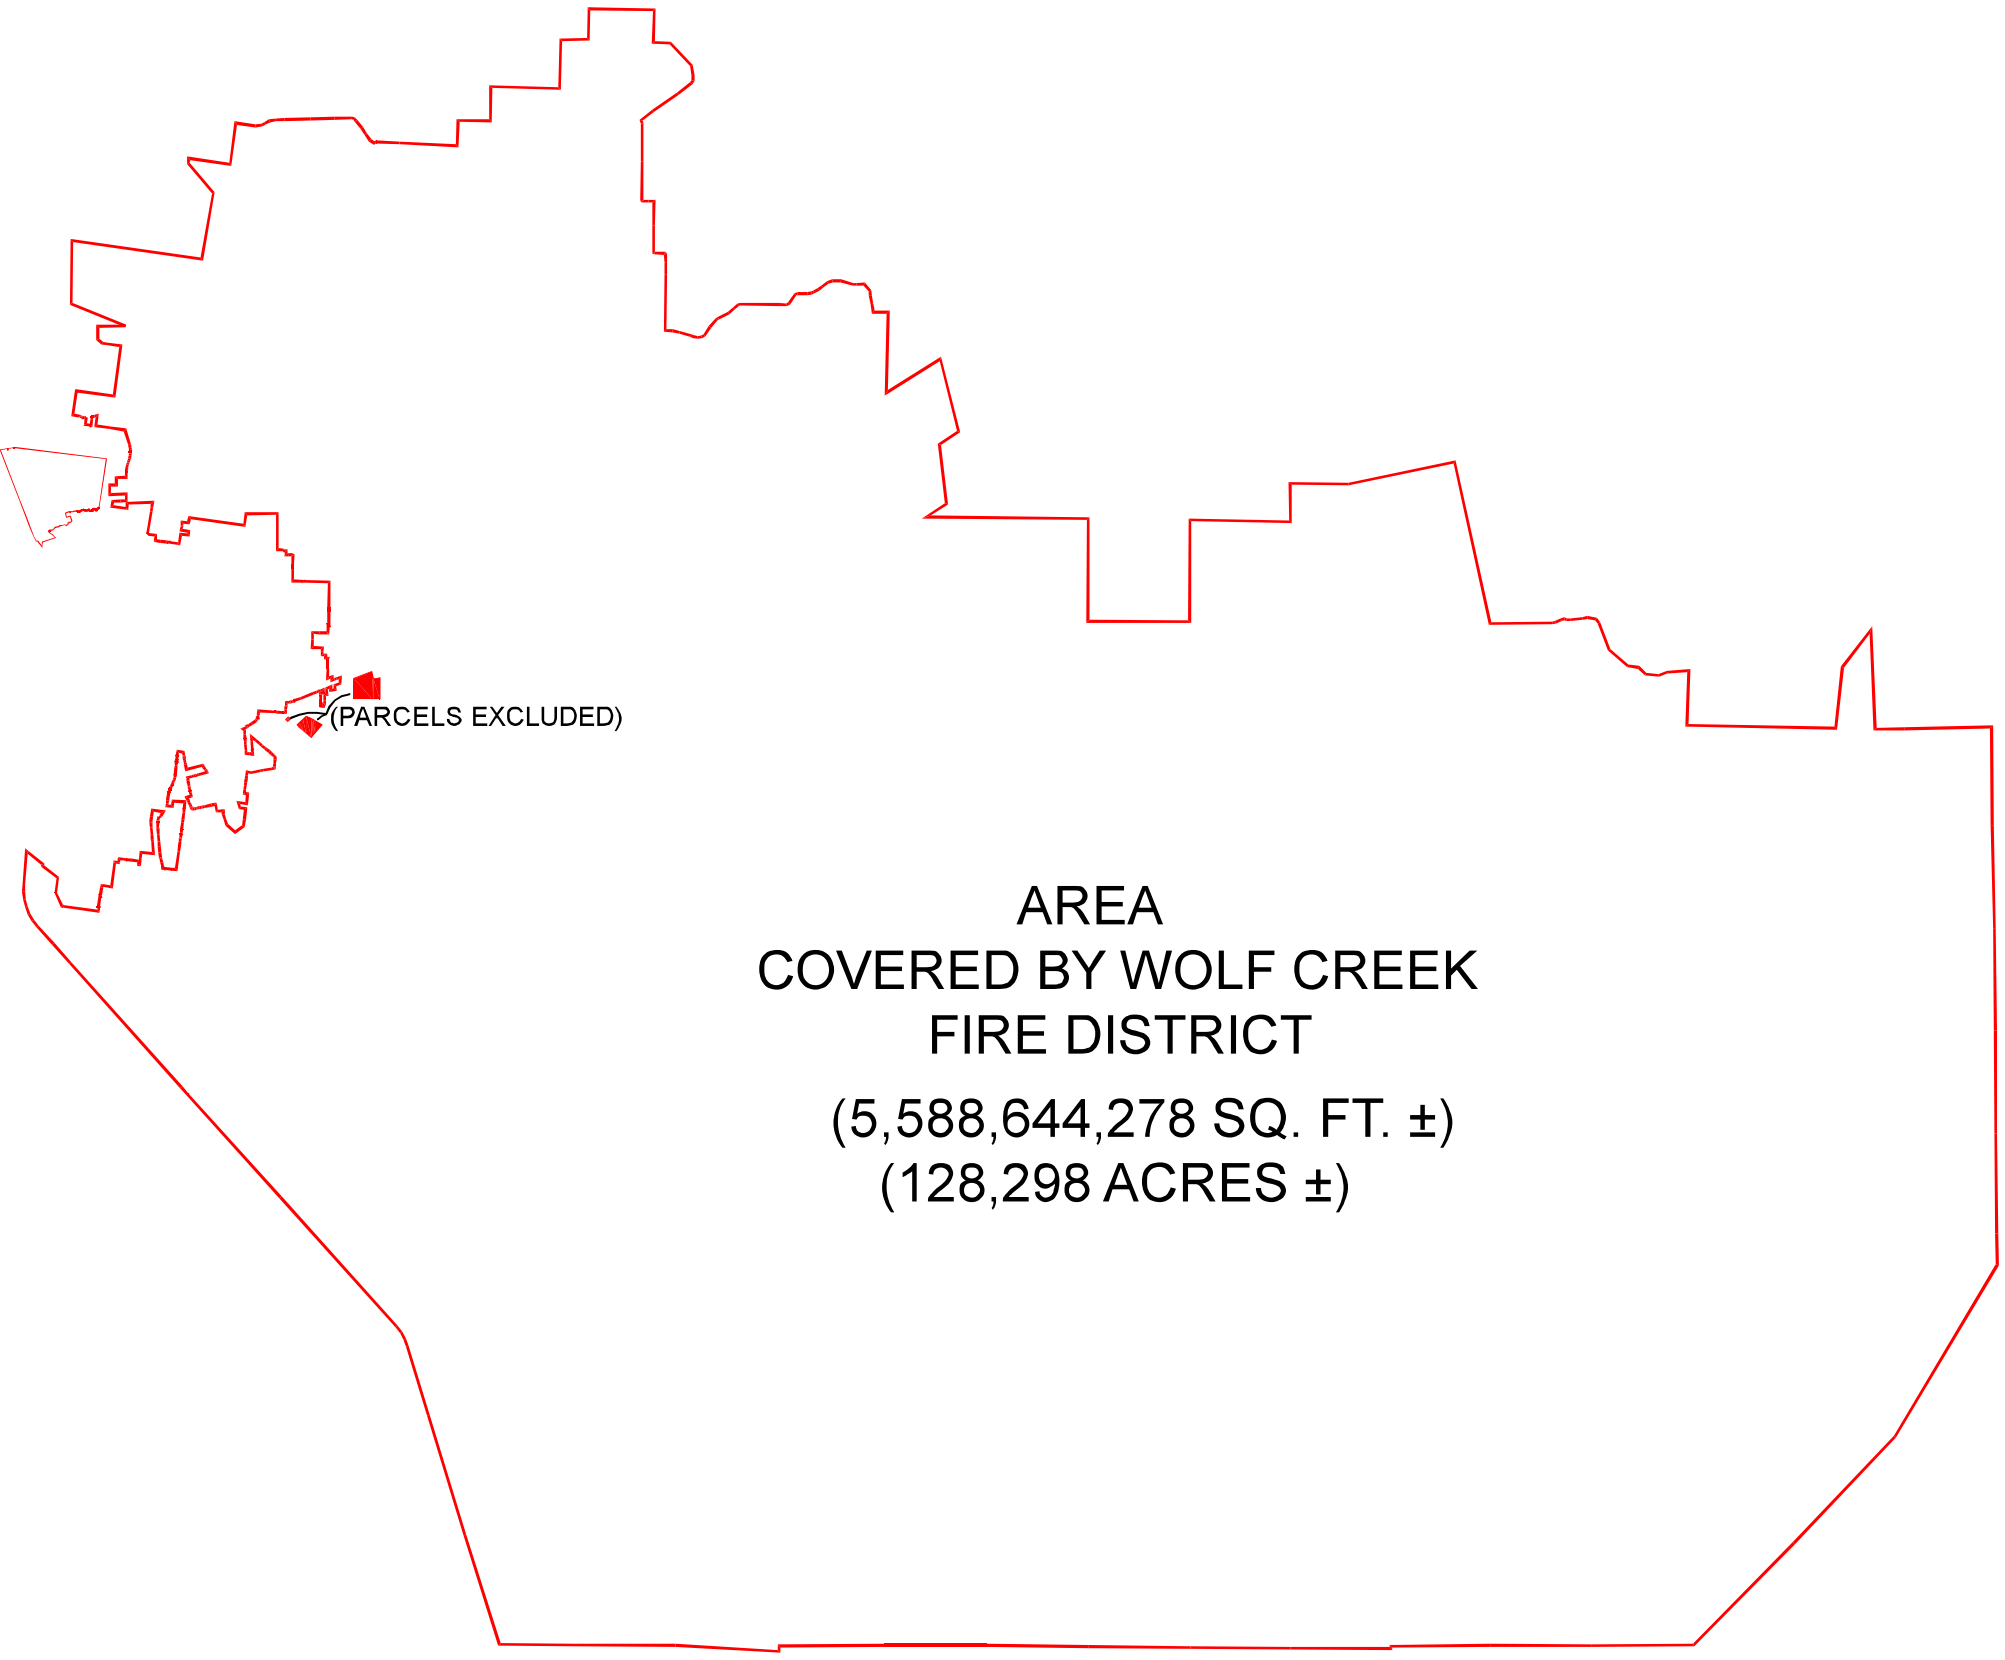 (PARCELS EXCLUDED)
AREA
COVERED BY WOLF CREEK
FIRE DISTRICT
(5,588,644,278 SQ. FT. ±)
(128,298 ACRES ±)